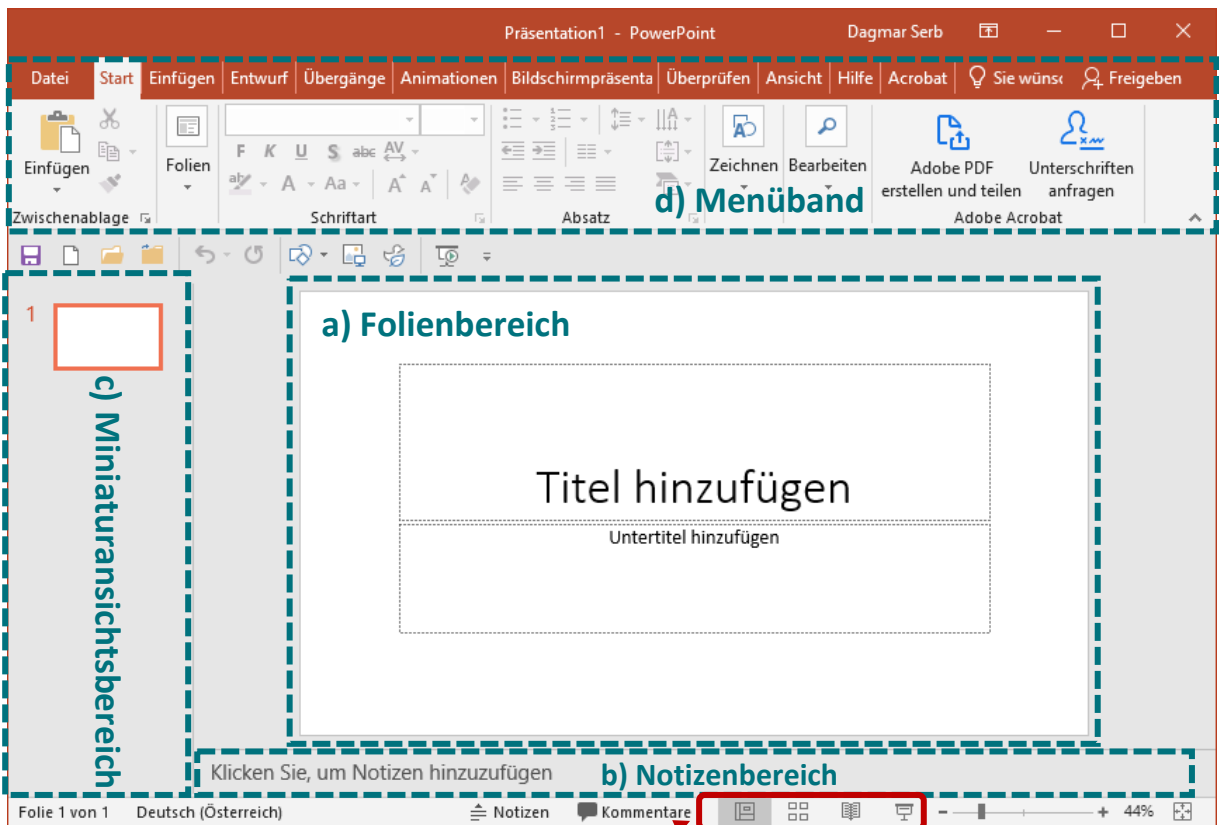 Präsentation1 - PowerPoint Dagmar Serb
Datei Start Einfügen Entwurf Übergänge Animationen Bildschirmpräsenta Überprüfen Ansicht Hilfe Acrobat Sie wüns Freigeben
Einfügen Folien F K U S abc AV Aa A A Zeichnen Bearbeiten Adobe PDF erstellen und teilen Unterschriften anfragen
d) Menüband
Zwischenablage Schriftart Absatz Adobe Acrobat
1
a) Folienbereich
c) Miniaturansichtsbereich
Titel hinzufügen
Untertitel hinzufügen
Klicken Sie, um Notizen hinzuzufügen b) Notizenbereich
Folie 1 von 1 Deutsch (Österreich) Notizen Kommentare - + 44%